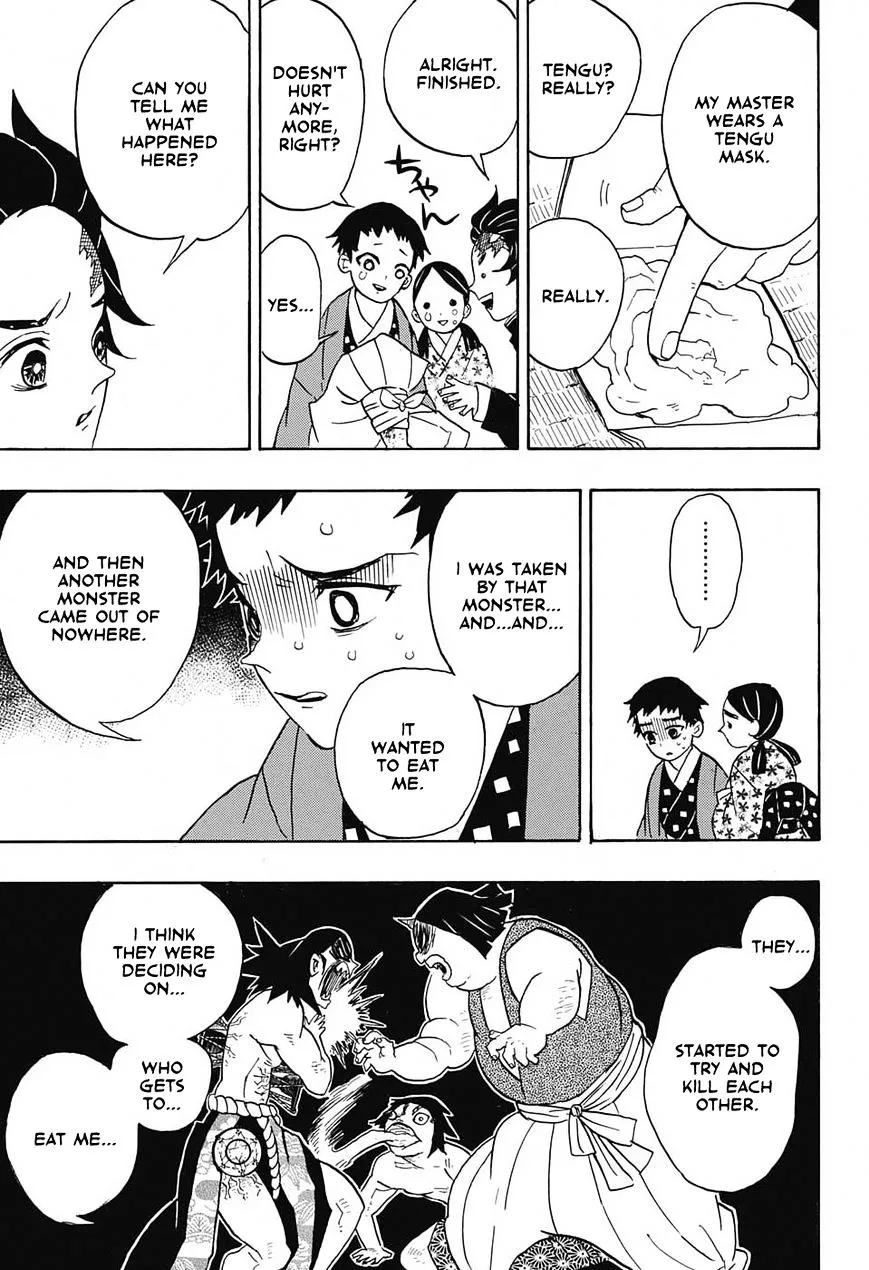 MY MASTER
WEARS A
TENGU
MASK.
TENGU?
REALLY?
REALLY.
ALRIGHT.
FINISHED.
DOESN'T
HURT
ANY-
MORE,
RIGHT?
ちゃん
YES...
CAN YOU
TELL ME
WHAT
HAPPENED
HERE?
........
I WAS TAKEN
BY THAT
MONSTER...
AND...AND...
IT
WANTED
TO EAT
ME.
AND THEN
ANOTHER
MONSTER
CAME OUT OF
NOWHERE.
THEY...
STARTED TO
TRY AND
KILL EACH
OTHER.
I THINK
THEY WERE
DECIDING
ON...
WHO
GETS
TO...
EAT ME...